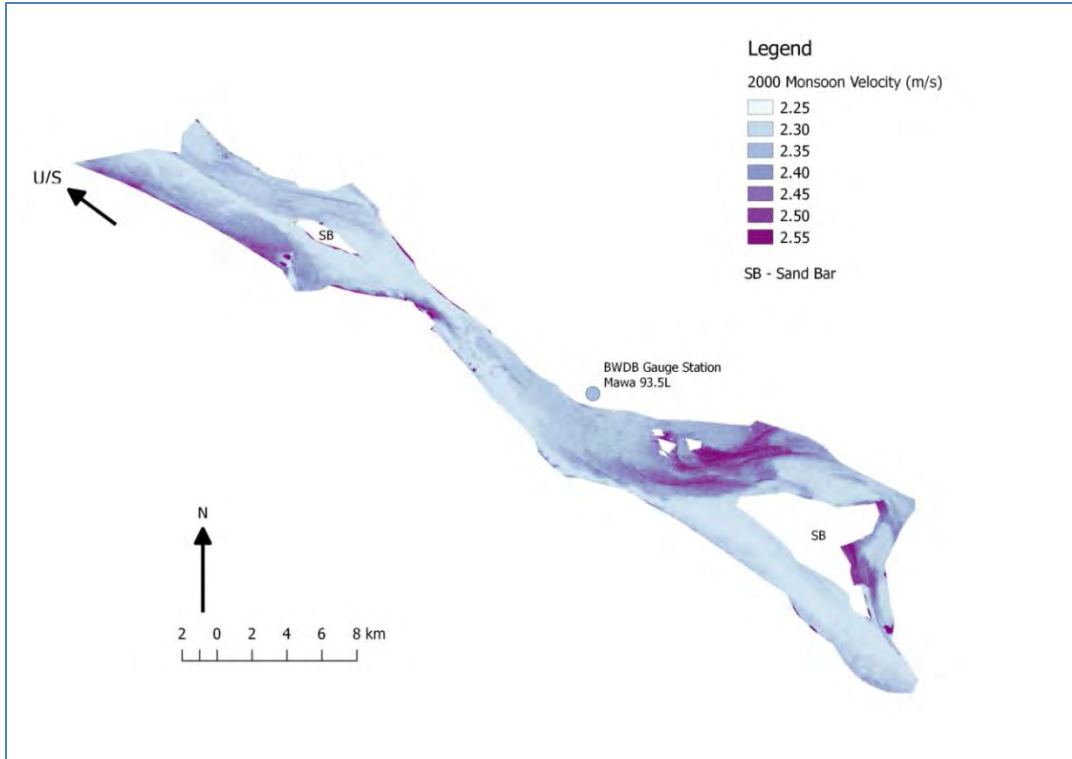 Legend
2000 Monsoon Velocity (m/s)
2.25
2.30
2.35
2.40
2.45
2.50
2.55
SB - Sand Bar
U/S
SB
BWDB Gauge Station
Mawa 93.5L
SB
N
2 0 2 4 6 8 km